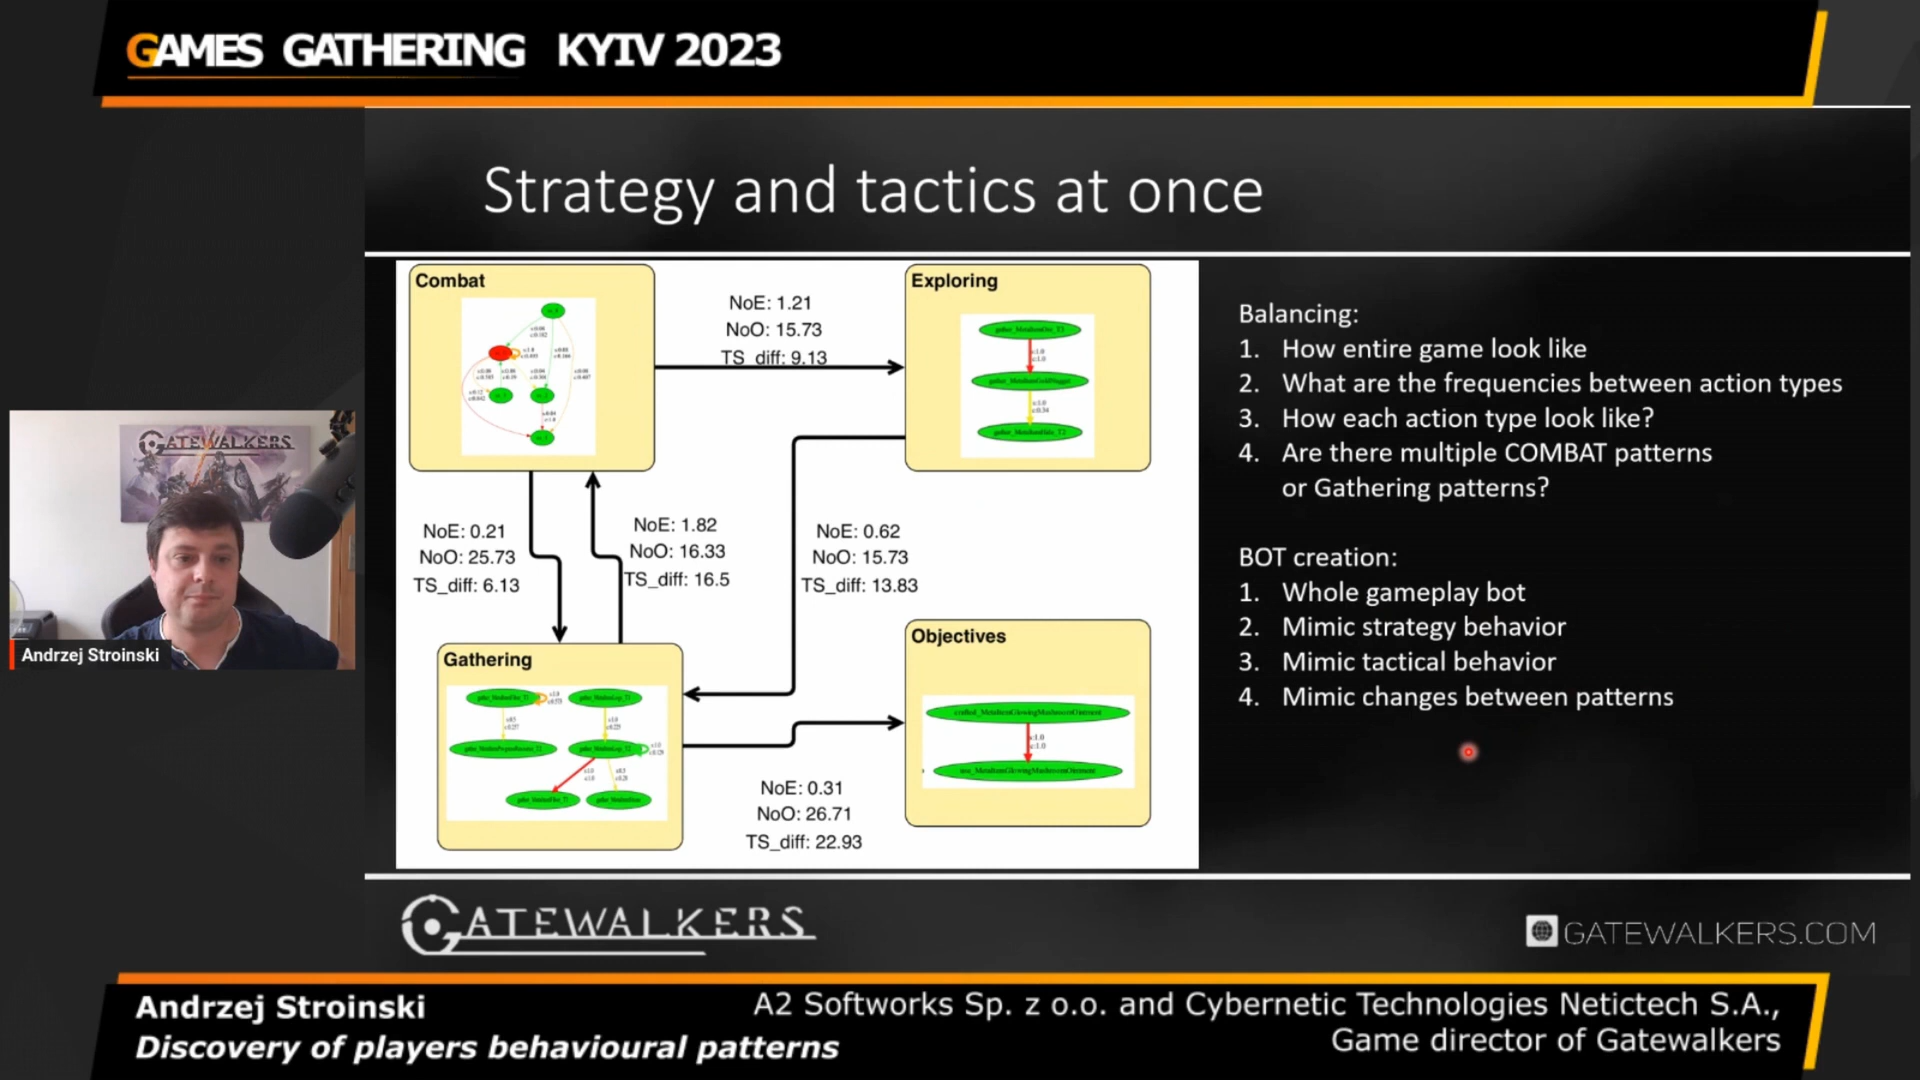 GAMES GATHERING KYIV 2023
Strategy and tactics at once
Combat
NoE: 1.21
NoO: 15.73
TS_diff: 9.13
Exploring
NoE: 0.21
NoO: 25.73
TS_diff: 6.13
NoE: 1.82
NoO: 16.33
TS_diff: 16.5
NoE: 0.62
NoO: 15.73
TS_diff: 13.83
Gathering
Objectives
NoE: 0.31
NoO: 26.71
TS_diff: 22.93
Balancing:
1. How entire game look like
2. What are the frequencies between action types
3. How each action type look like?
4. Are there multiple COMBAT patterns
or Gathering patterns?
BOT creation:
1. Whole gameplay bot
2. Mimic strategy behavior
3. Mimic tactical behavior
4. Mimic changes between patterns
GATEWALKERS
Andrzej Stroinski
GATEWALKERS
GATEWALKERS.COM
Andrzej Stroinski
Discovery of players behavioural patterns
A2 Softworks Sp. z o.o. and Cybernetic Technologies Netictech S.A.,
Game director of Gatewalkers